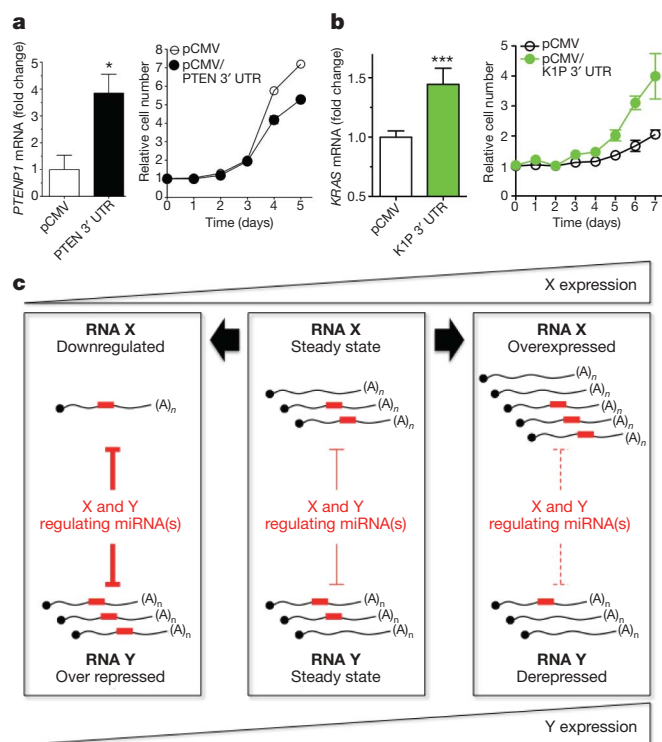 a
PTENP1 mRNA (fold change)
5
4
3
2
1
0
*
pCMV
PTEN 3′ UTR
Relative cell number
8
7
6
5
4
3
2
1
0
pCMV
pCMV/
PTEN 3′ UTR
0 1 2 3 4 5
Time (days)
b
KRAS mRNA (fold change)
1.5
1.0
0.5
***
pCMV
K1P 3′ UTR
Relative cell number
5
4
3
2
1
0
pCMV
pCMV/
K1P 3′ UTR
0 1 2 3 4 5 6 7
Time (days)
c
X expression
RNA X
Downregulated
(A)n
X and Y
regulating miRNA(s)
(A)n
(A)n
(A)n
RNA Y
Over repressed
RNA X
Steady state
(A)n
(A)n
(A)n
X and Y
regulating miRNA(s)
(A)n
(A)n
(A)n
RNA Y
Steady state
RNA X
Overexpressed
(A)n
(A)n
(A)n
(A)n
(A)n
X and Y
regulating miRNA(s)
(A)n
(A)n
(A)n
RNA Y
Derepressed
Y expression